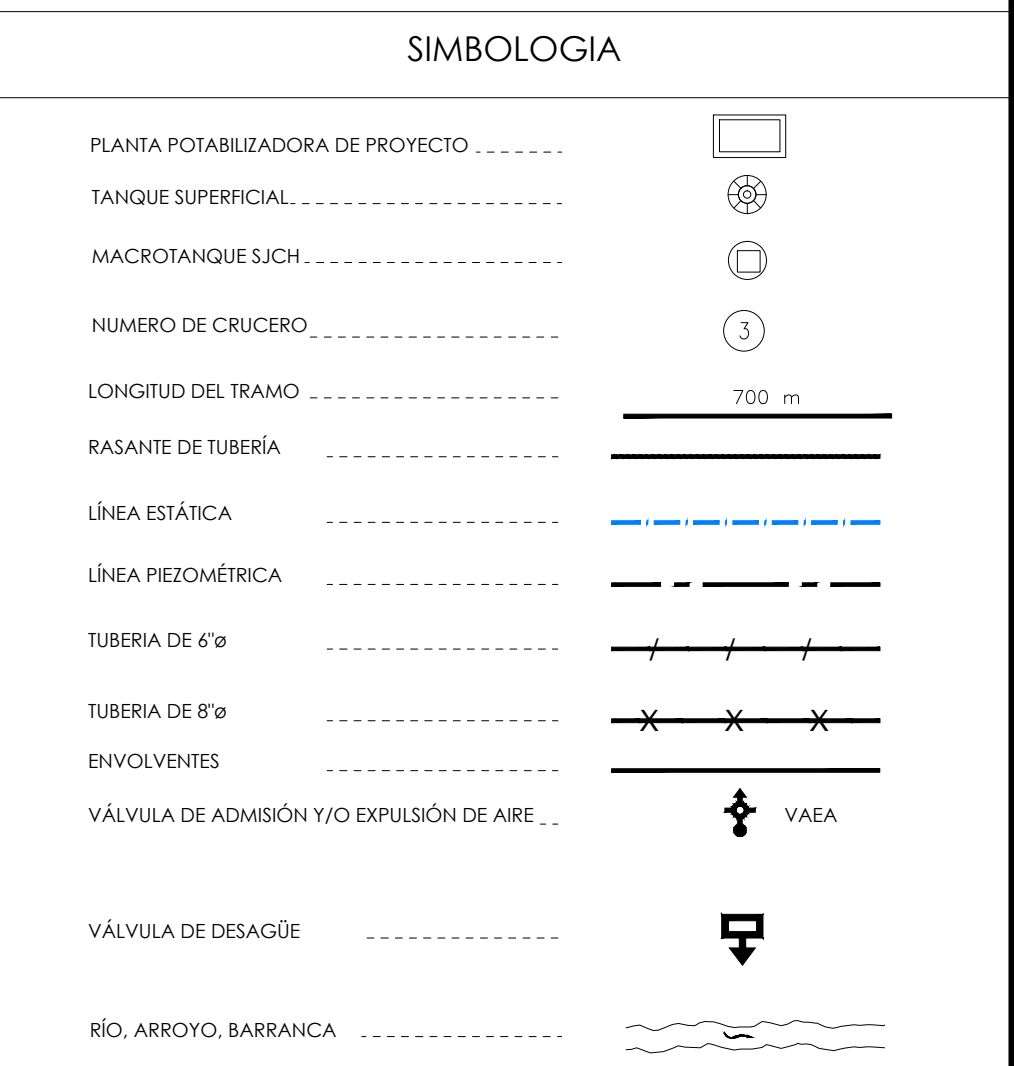 SIMBOLOGIA
PLANTA POTABILIZADORA DE PROYECTO
TANQUE SUPERFICIAL
MACROTANQUE SJCH
NUMERO DE CRUCERO 3
LONGITUD DEL TRAMO 700 m
RASANTE DE TUBERÍA
LÍNEA ESTÁTICA
LÍNEA PIEZOMÉTRICA
TUBERIA DE 6"ø
TUBERIA DE 8"ø
ENVOLVENTES
VÁLVULA DE ADMISIÓN Y/O EXPULSIÓN DE AIRE VAEA
VÁLVULA DE DESAGÜE
RÍO, ARROYO, BARRANCA